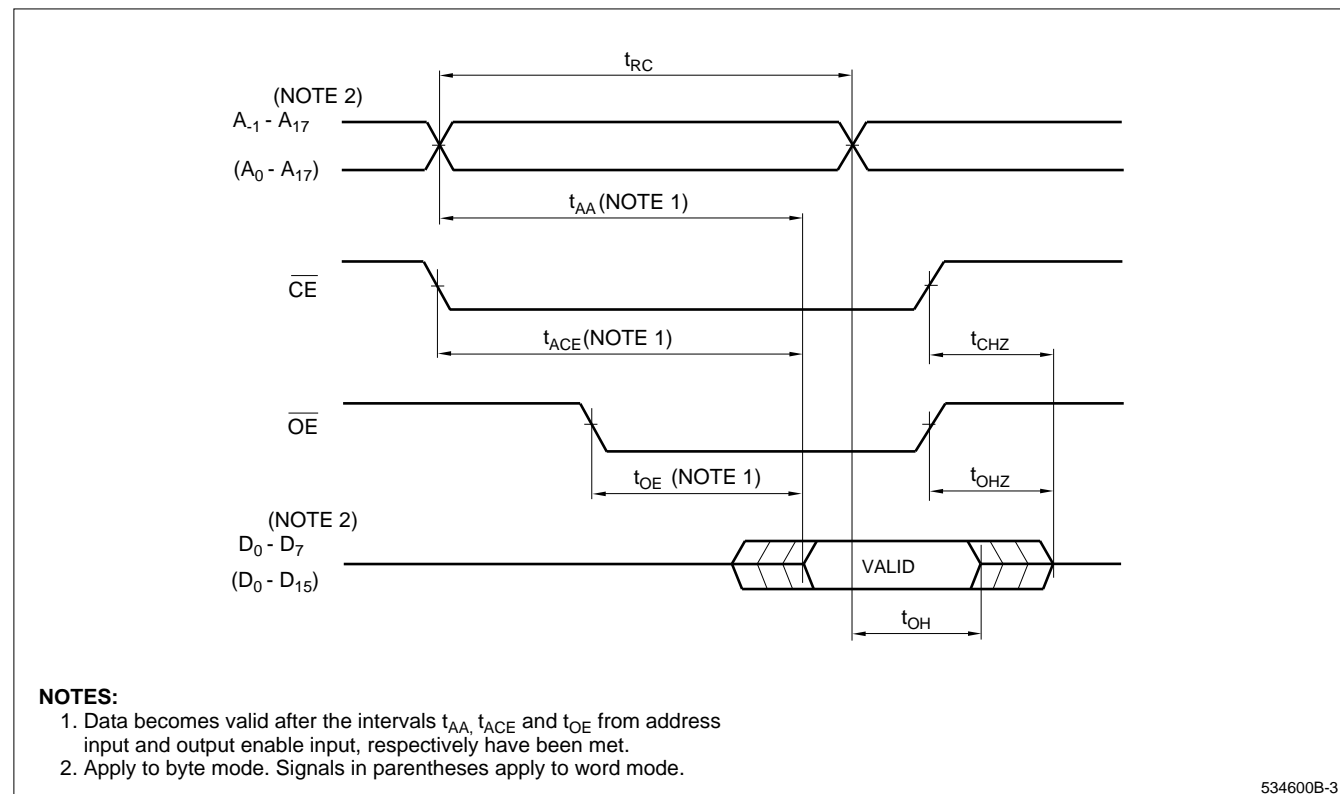 tRC
(NOTE 2)
A-1 - A17
(A0 - A17)
tAA (NOTE 1)
CE
tACE (NOTE 1)
tCHZ
OE
tOE (NOTE 1)
tOHZ
(NOTE 2)
D0 - D7
(D0 - D15)
VALID
tOH
NOTES:
1. Data becomes valid after the intervals tAA, tACE and tOE from address
input and output enable input, respectively have been met.
2. Apply to byte mode. Signals in parentheses apply to word mode.
534600B-3